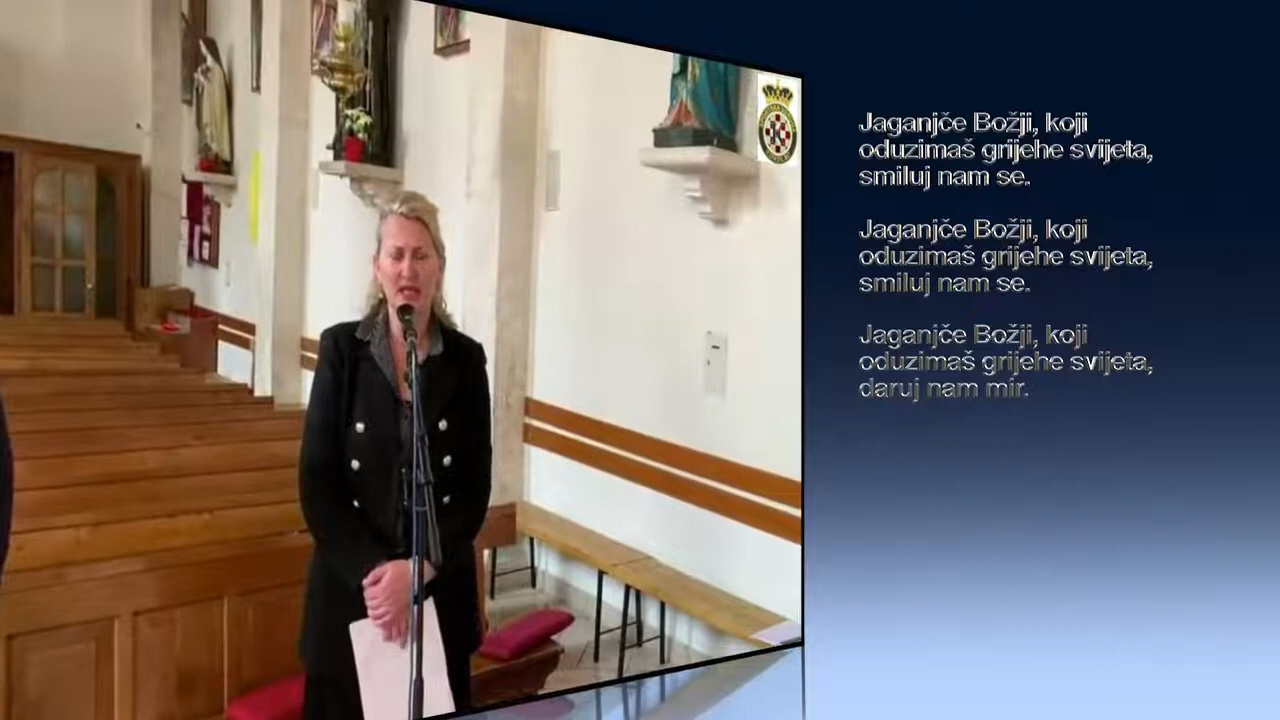 Jaganjče Božji, koji
oduzimaš grijehe svijeta,
smiluj nam se.
Jaganjče Božji, koji
oduzimaš grijehe svijeta,
smiluj nam se.
Jaganjče Božji, koji
oduzimaš grijehe svijeta,
daruj nam mir.